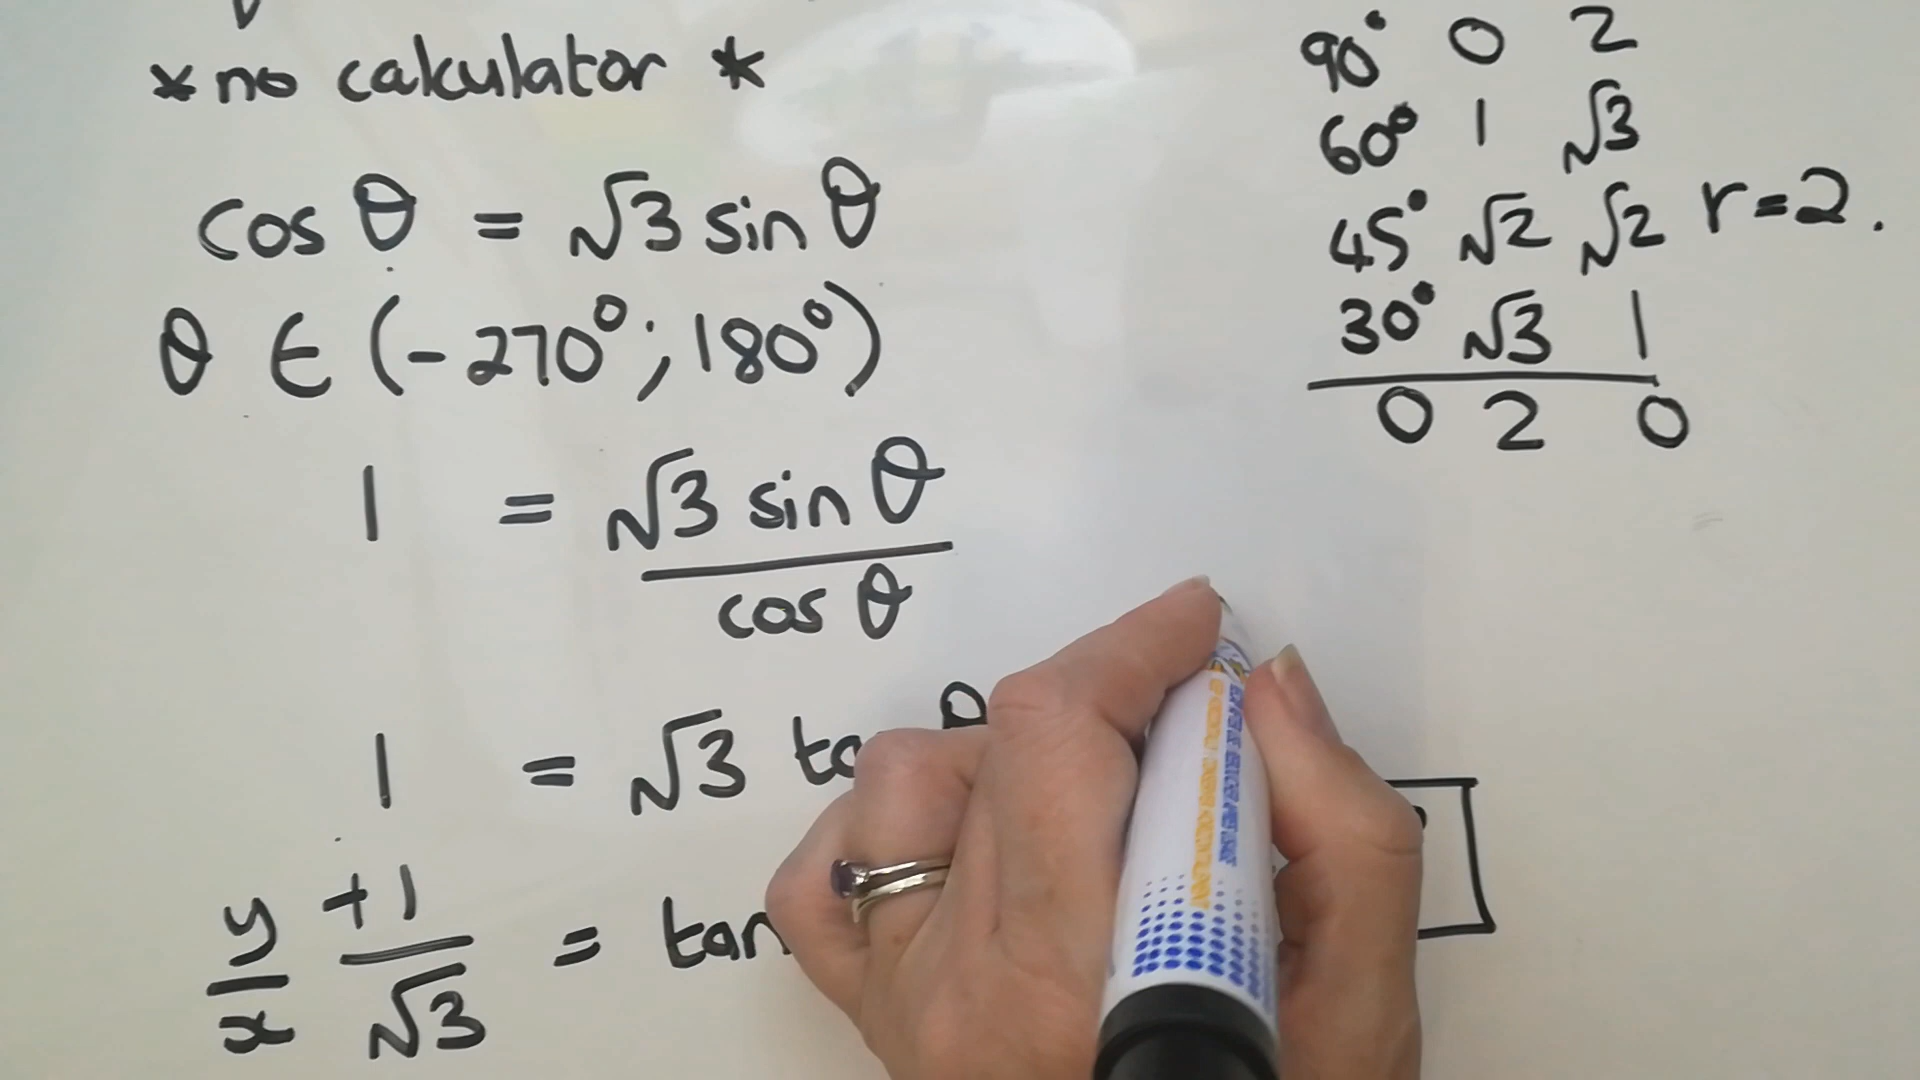 *no calculator *
cos θ = √3 sin θ
θ ∈ (-270°; 180°)
1 = √3 sin θ / cos θ
1 = √3
y/x +1/√3 = tan
90° 0 2
60° 1 √3
45° √2 √2 r=2.
30° √3 1
0 2 0